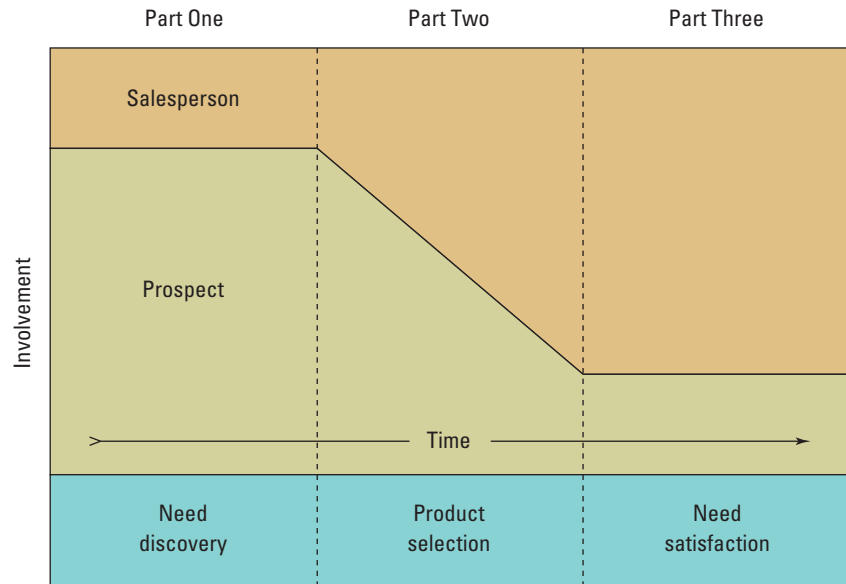 Part One
Part Two
Part Three
Salesperson
Prospect
Involvement
Time
Need
discovery
Product
selection
Need
satisfaction